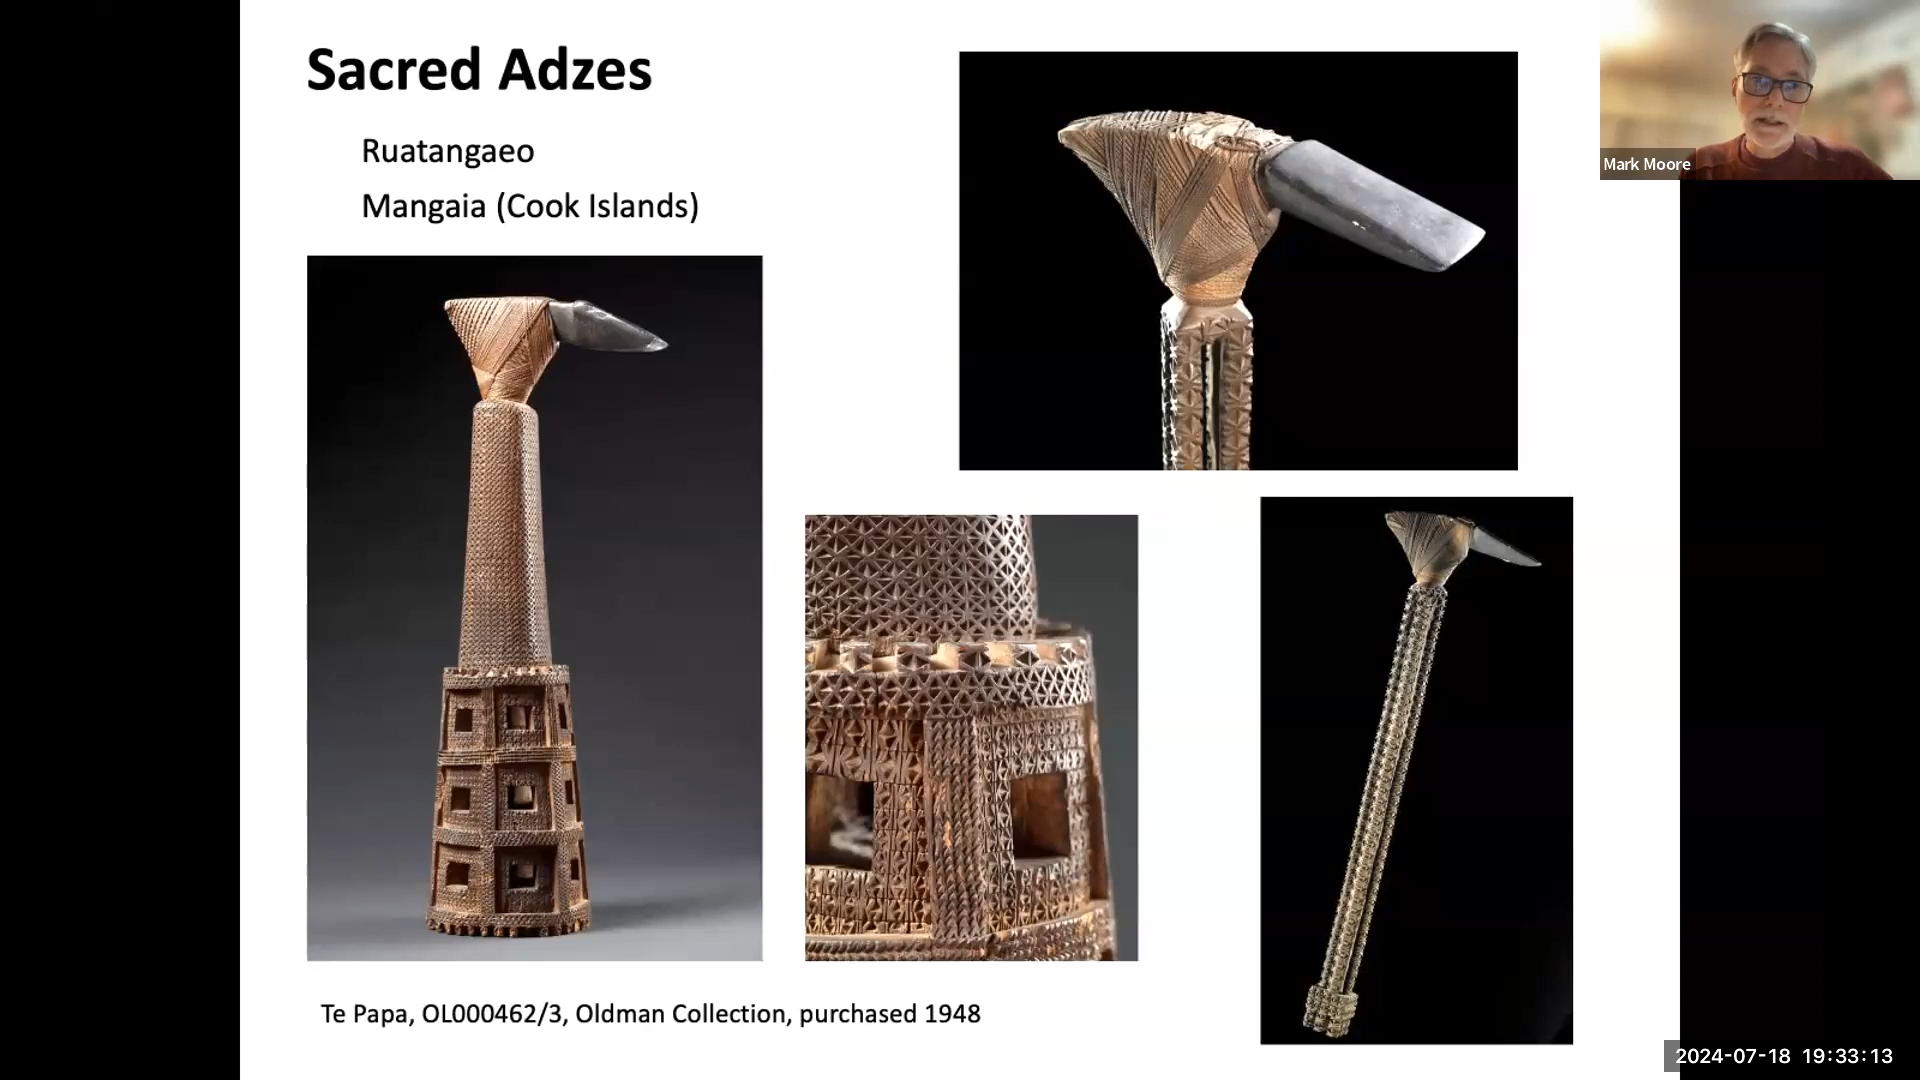 Sacred Adzes
Ruatangaeo
Mangaia (Cook Islands)
Te Papa, OL000462/3, Oldman Collection, purchased 1948
Mark Moore
2024-07-18 19:33:13